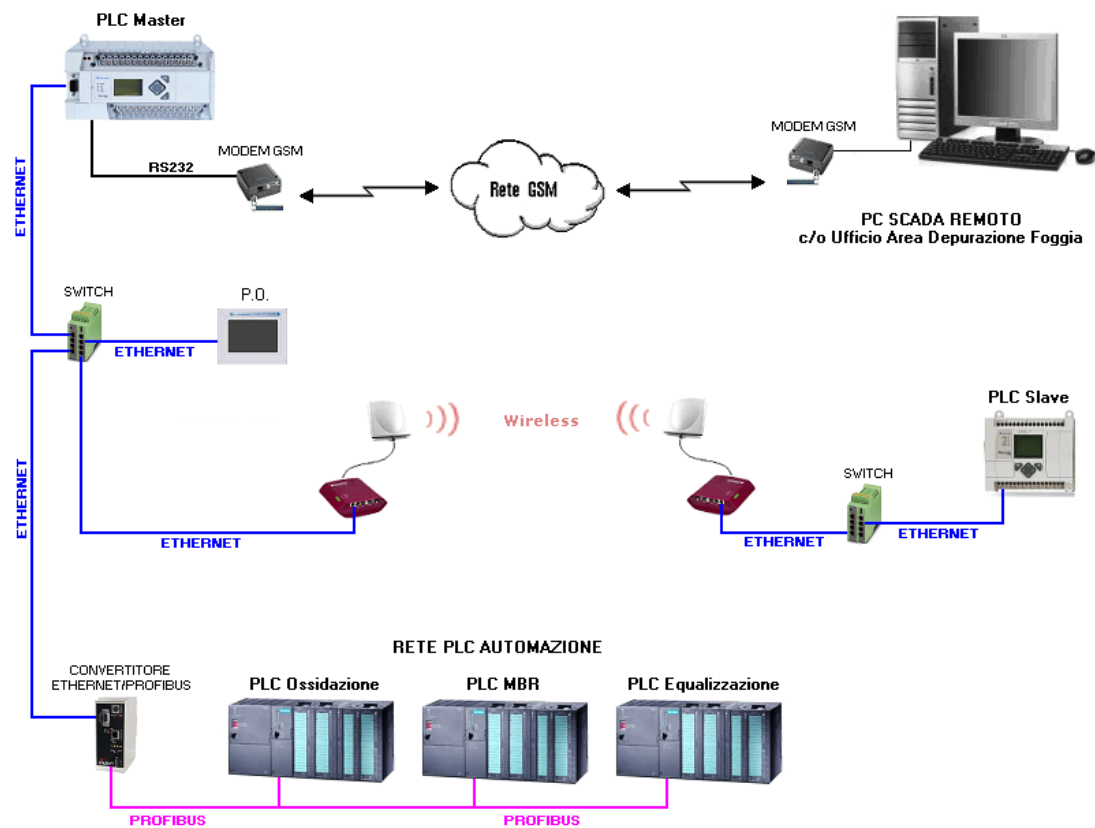 PLC Master
MODEM GSM
RS232
ETHERNET
Rete GSM
MODEM GSM
PC SCADA REMOTO
c/o Ufficio Area Depurazione Foggia
SWITCH
P.O.
ETHERNET
Wireless
PLC Slave
SWITCH
ETHERNET
ETHERNET
ETHERNET
ETHERNET
RETE PLC AUTOMAZIONE
CONVERTITORE
ETHERNET/PROFIBUS
PLC Ossidazione
PLC MBR
PLC Equalizzazione
PROFIBUS
PROFIBUS